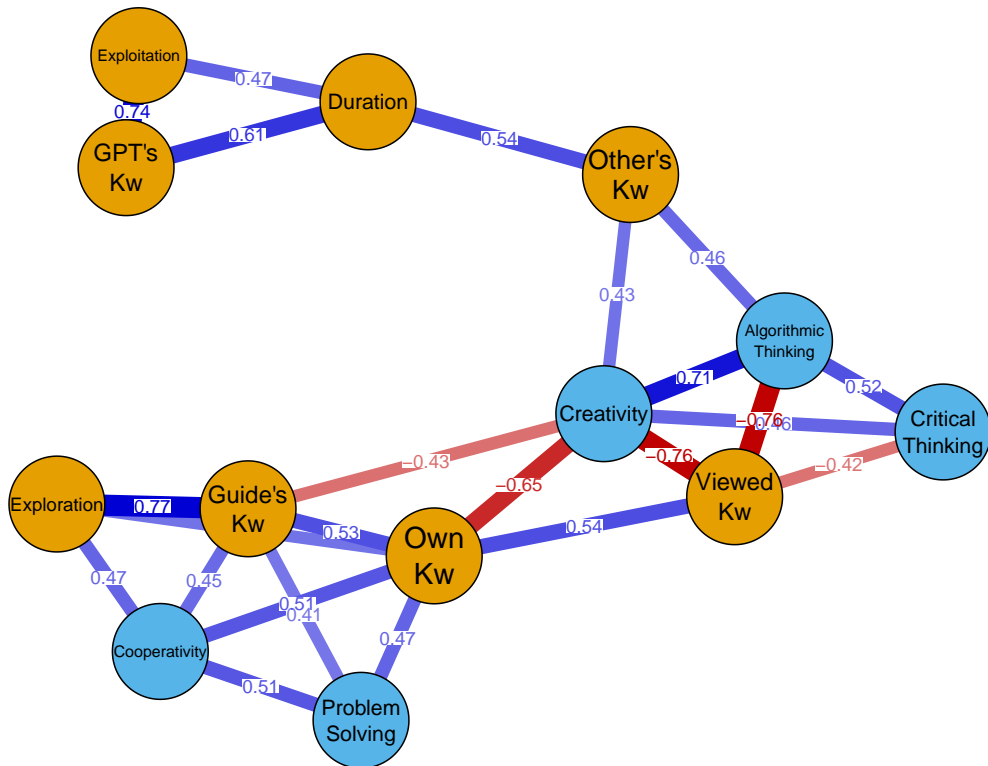 Exploitation
0.47
Duration
0.74
0.61
GPT's
Kw
0.54
Other's
Kw
0.46
0.43
Algorithmic
Thinking
0.71
0.52
Creativity
−0.76
0.46
Critical
Thinking
−0.43
−0.76
−0.42
−0.65
Viewed
Kw
Exploration
0.77
Guide's
Kw
0.53
0.54
Own
Kw
0.47
0.45
0.51
0.41
Cooperativity
0.47
0.51
Problem
Solving